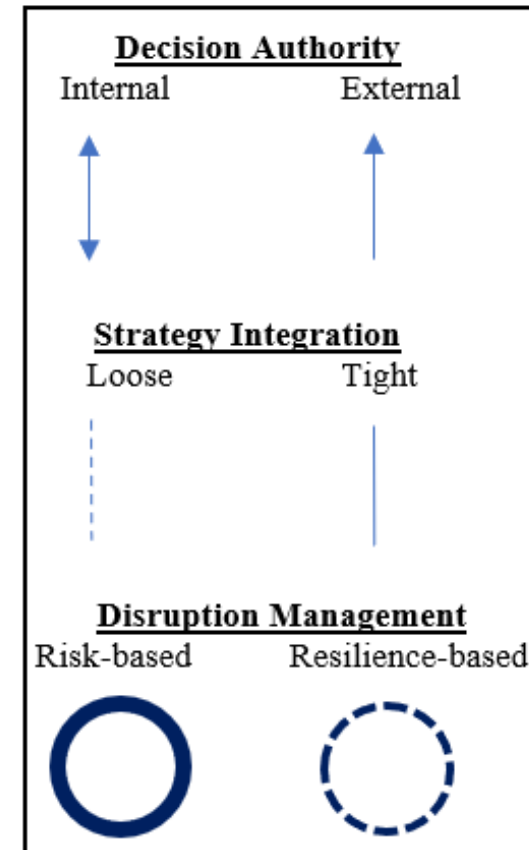 Decision Authority
Internal External
Strategy Integration
Loose Tight
Disruption Management
Risk-based Resilience-based